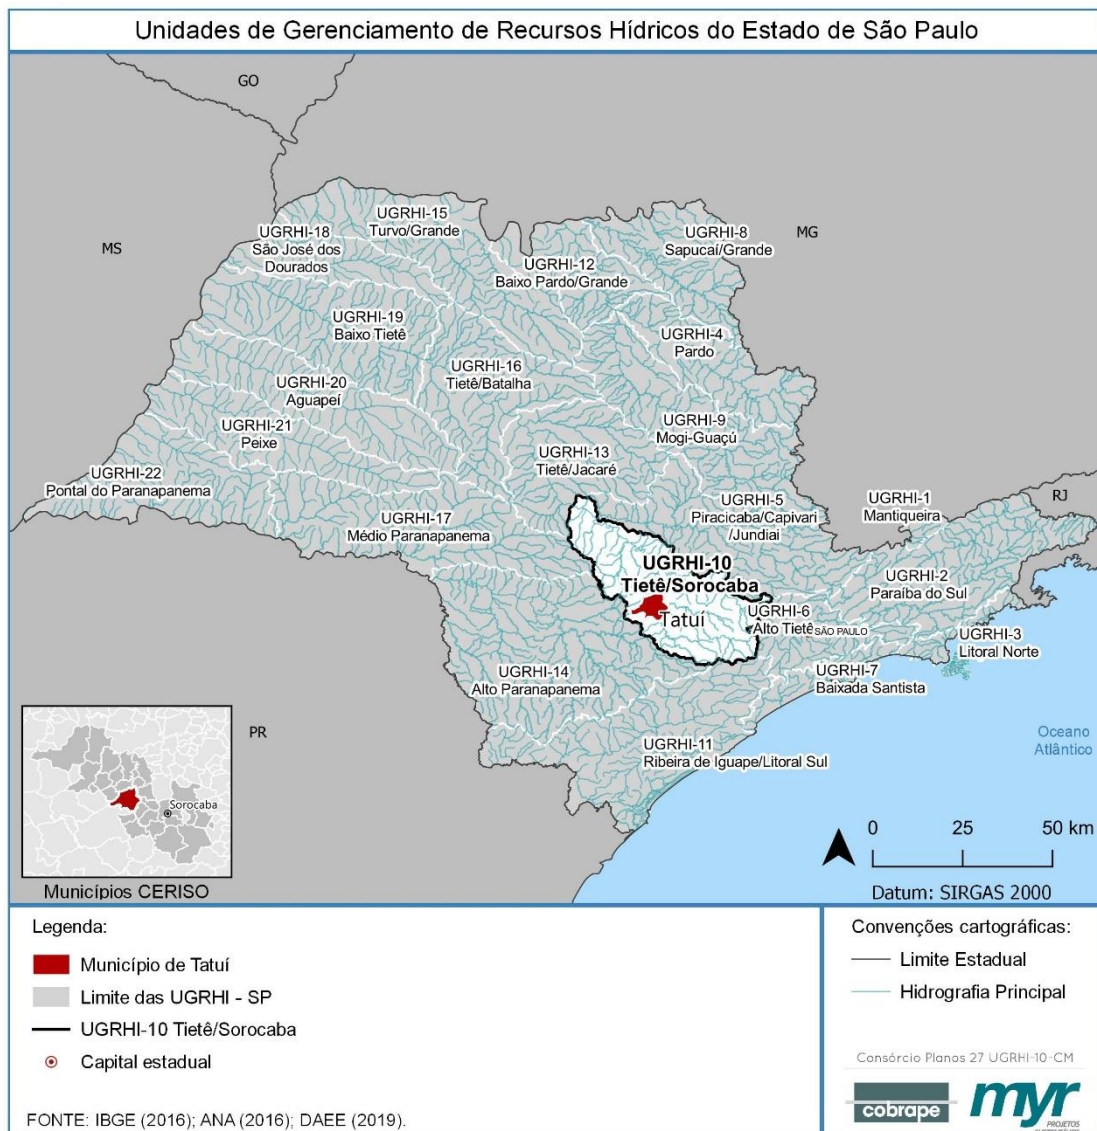 Unidades de Gerenciamento de Recursos Hídricos do Estado de São Paulo
GO
MS
MG
UGRHI-15
Turvo/Grande
UGRHI-18
São José dos
Dourados
UGRHI-8
Sapucaí/Grande
UGRHI-12
Baixo Pardo/Grande
UGRHI-19
Baixo Tietê
UGRHI-4
Pardo
UGRHI-16
Tietê/Batalha
UGRHI-20
Aguapeí
UGRHI-21
Peixe
UGRHI-9
Mogi-Guaçú
UGRHI-13
Tietê/Jacaré
UGRHI-22
Pontal do Paranapanema
UGRHI-17
Médio Paranapanema
UGRHI-5
Piracicaba/Capivari
/Jundiai
UGRHI-1
Mantiqueira
RJ
UGRHI-10
Tietê/Sorocaba
Tatuí
UGRHI-2
Paraíba do Sul
UGRHI-6
Alto Tietê
SÃO PAULO
UGRHI-3
Litoral Norte
UGRHI-7
Baixada Santista
UGRHI-14
Alto Paranapanema
UGRHI-11
Ribeira de Iguape/Litoral Sul
PR
Oceano
Atlântico
Sorocaba
Municípios CERISO
0 25 50 km
Datum: SIRGAS 2000
Legenda:
Município de Tatuí
Limite das UGRHI - SP
UGRHI-10 Tietê/Sorocaba
Capital estadual
FONTE: IBGE (2016); ANA (2016); DAEE (2019).
Convenções cartográficas:
Limite Estadual
Hidrografia Principal
Consórcio Planos 27 UGRHI-10-CM
cobrape
myr
PROJETOS